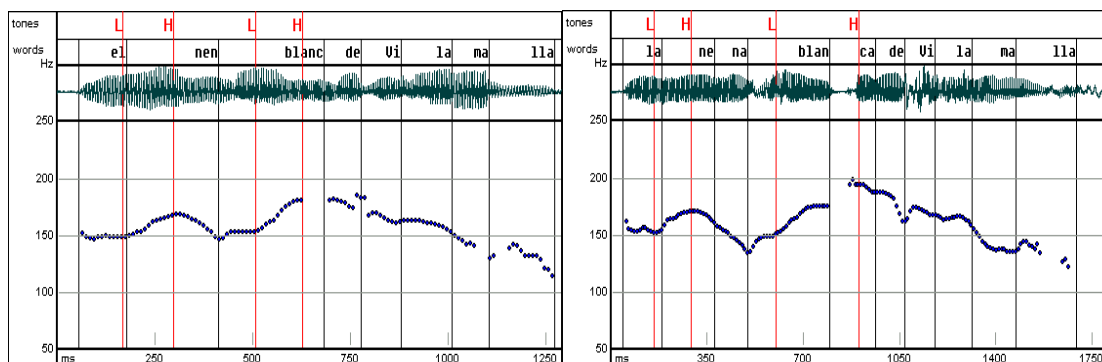 tones L H L H
words el nen blanc de Vi la ma lla
Hz
250
200
150
100
50
ms 250 500 750 1000 1250
tones L H L H
words la ne na blan ca de Vi la ma lla
Hz
250
200
150
100
50
ms 350 700 1050 1400 1750